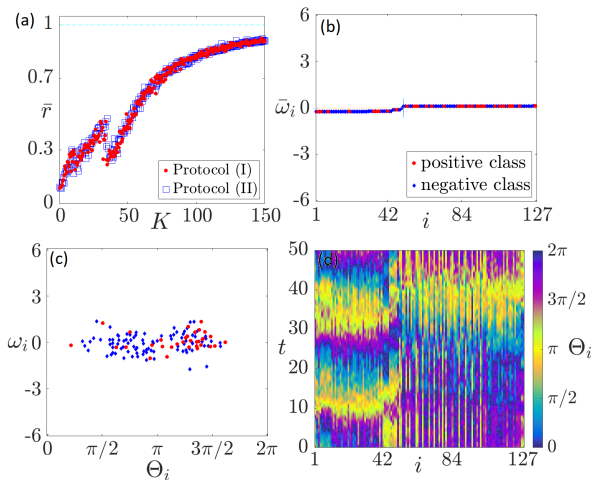 (a)
1
0.7
r̄
0.3
0
0 50 100 150
K
Protocol (I)
Protocol (II)
(b)
6
3
ω̄ᵢ 0
-3
-6
1 42 84 127
i
positive class
negative class
(c)
6
3
ωᵢ 0
-3
-6
0 π/2 π 3π/2 2π
Θᵢ
(d)
50
40
30
t
20
10
0
1 42 84 127
i
2π
3π/2
π Θᵢ
π/2
0